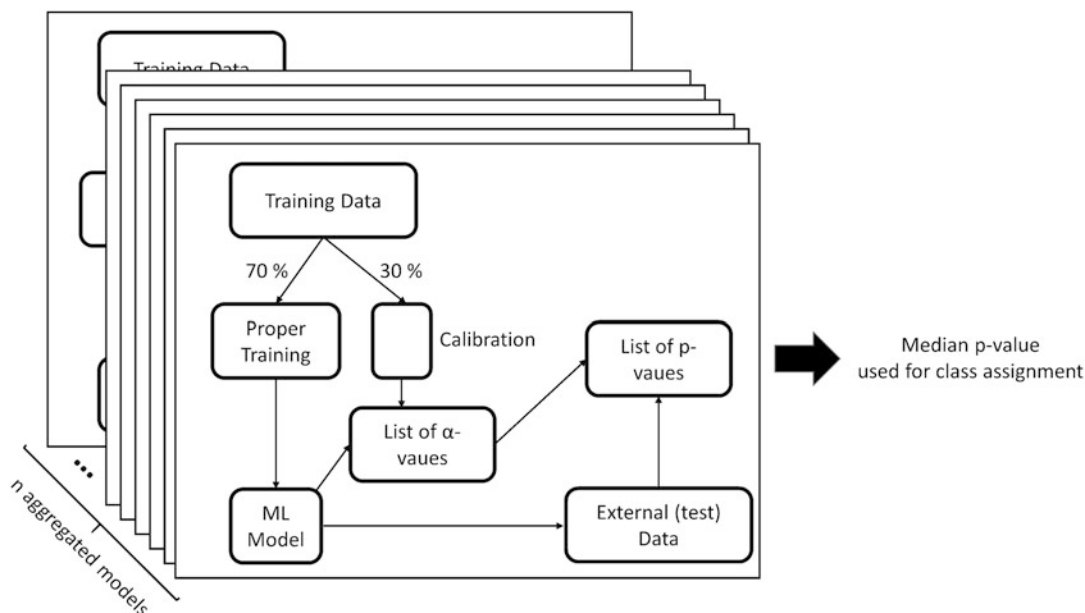 Training Data
Training Data
70 %
30 %
Proper
Training
Calibration
List of p-
vaues
List of α-
vaues
ML
Model
External (test)
Data
Median p-value
used for class assignment
...
n aggregated models